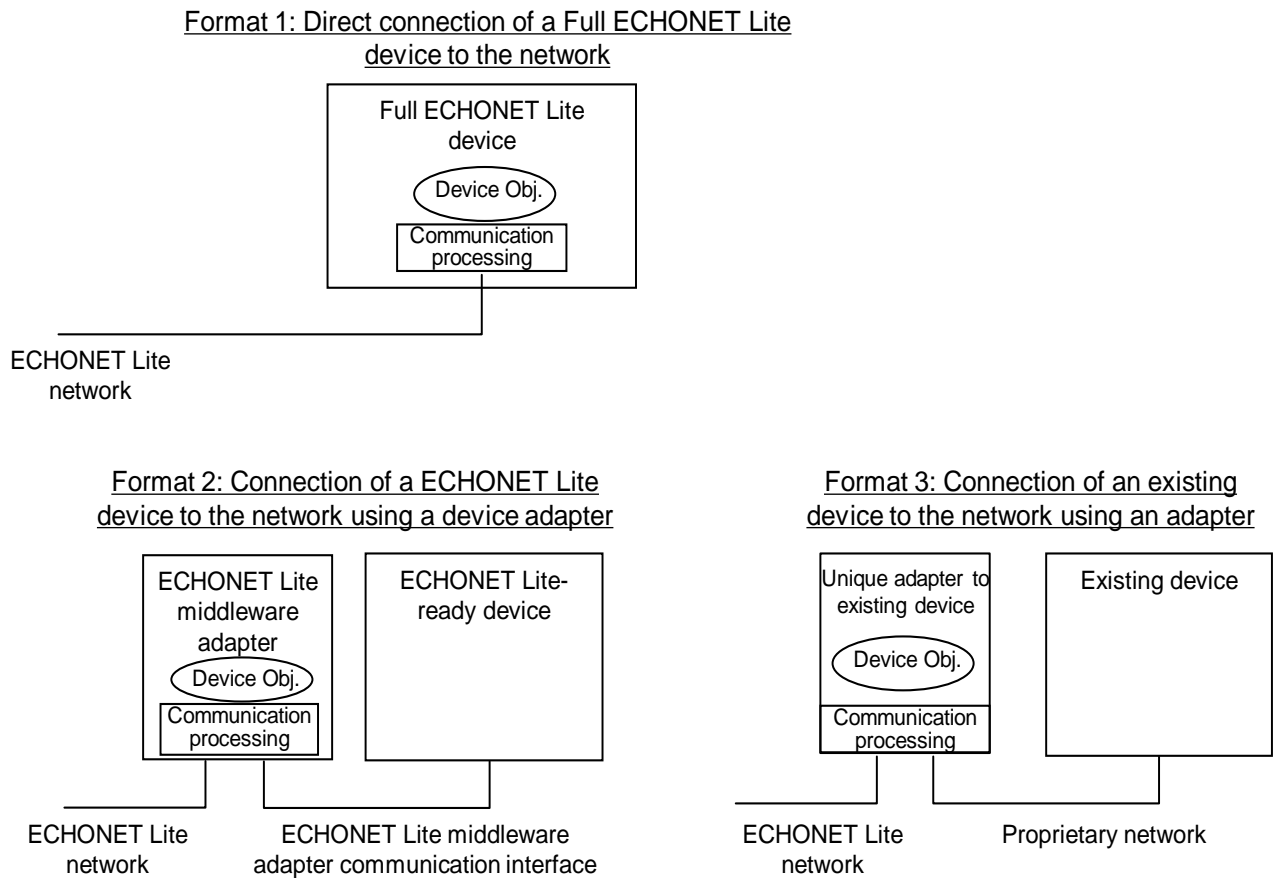 Format 1: Direct connection of a Full ECHONET Lite
device to the network
Full ECHONET Lite
device
Device Obj.
Communication
processing
ECHONET Lite
network
Format 2: Connection of a ECHONET Lite
device to the network using a device adapter
ECHONET Lite
middleware
adapter
Device Obj.
Communication
processing
ECHONET Lite-
ready device
ECHONET Lite
network
ECHONET Lite middleware
adapter communication interface
Format 3: Connection of an existing
device to the network using an adapter
Unique adapter to
existing device
Device Obj.
Communication
processing
Existing device
ECHONET Lite
network
Proprietary network